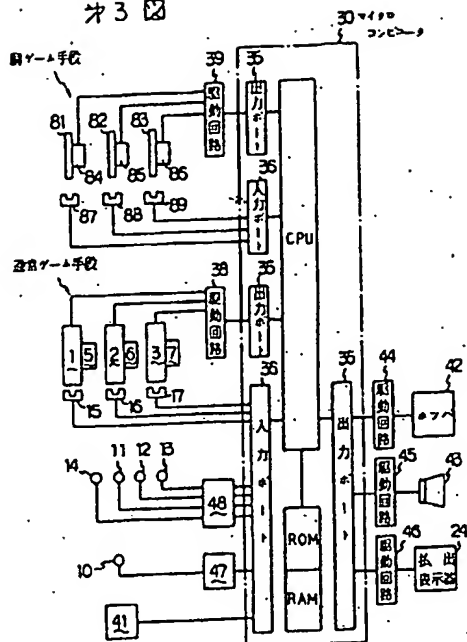 第3図
30 マイクロコンピュータ
副ゲーム手段
39
35
81
82
83
駆動回路
出力ポート
84
85
86
36
87
88
89
入力ポート
CPU
38
35
駆動回路
出力ポート
1
5
2
6
3
7
36
15
16
17
35
44
42
出力ポート
駆動回路
ホッパ
14
11
12
13
入力ポート
45
43
48
駆動回路
46
24
10
47
ROM
駆動回路
払出表示器
RAM
41